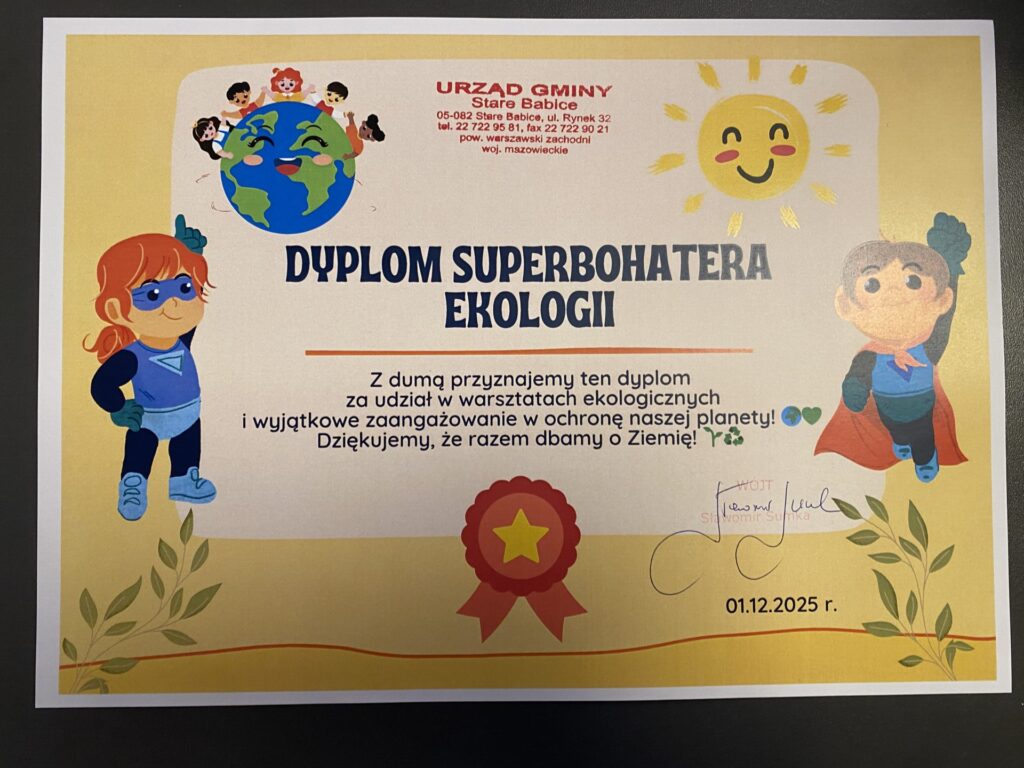 URZĄD GMINY
Stare Babice
05-082 Stare Babice, ul. Rynek 32
tel. 22 722 95 81, fax 22 722 90 21
pow. warszawski zachodni
woj. mazowieckie
DYPLOM SUPERBOHATERA
EKOLOGII
Z dumą przyznajemy ten dyplom
za udział w warsztatach ekologicznych
i wyjątkowe zaangażowanie w ochronę naszej planety! 🌍💚
Dziękujemy, że razem dbamy o Ziemię! 🌱♻
WÓJT
Sławomir Sumka
01.12.2025 r.